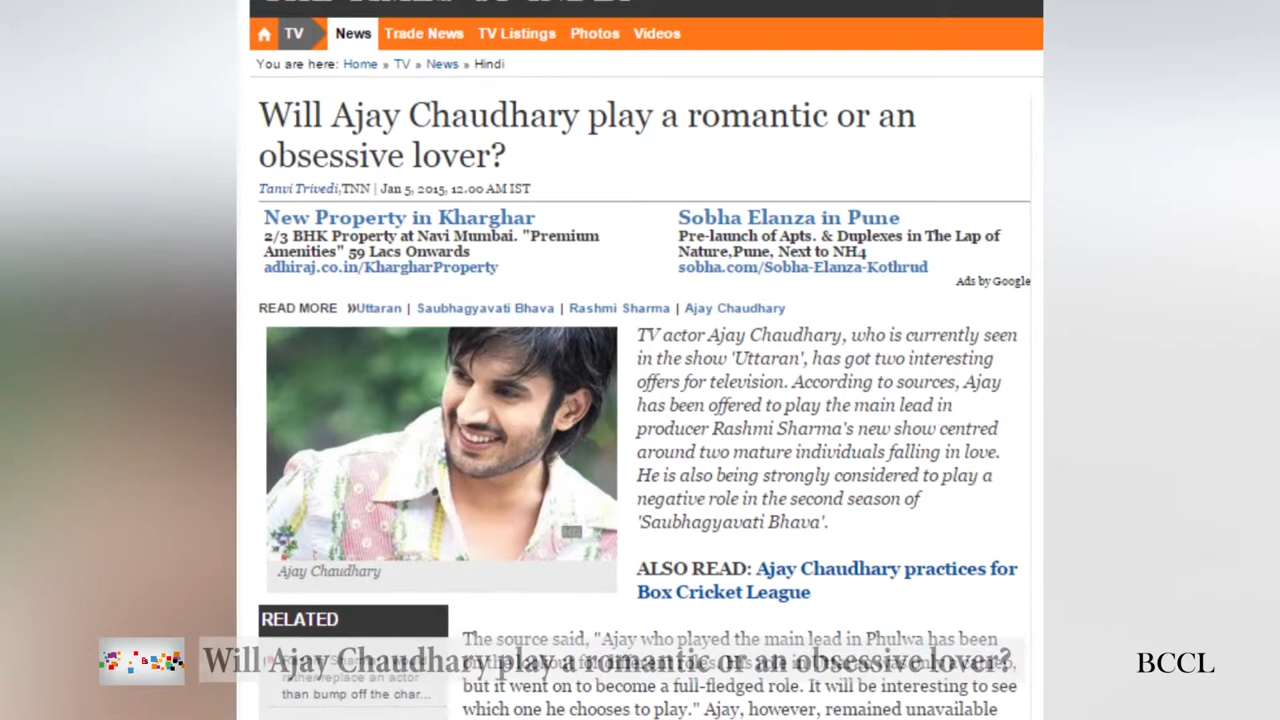 TV News Trade News TV Listings Photos Videos
You are here: Home » TV » News » Hindi
Will Ajay Chaudhary play a romantic or an
obsessive lover?
Tanvi Trivedi,TNN | Jan 5, 2015, 12.00 AM IST
New Property in Kharghar
2/3 BHK Property at Navi Mumbai. "Premium
Amenities" 59 Lacs Onwards
adhiraj.co.in/KhargharProperty
Sobha Elanza in Pune
Pre-launch of Apts. & Duplexes in The Lap of
Nature,Pune, Next to NH4
sobha.com/Sobha-Elanza-Kothrud
Ads by Google
READ MORE »Uttaran | Saubhagyavati Bhava | Rashmi Sharma | Ajay Chaudhary
Ajay Chaudhary
TV actor Ajay Chaudhary, who is currently seen
in the show 'Uttaran', has got two interesting
offers for television. According to sources, Ajay
has been offered to play the main lead in
producer Rashmi Sharma's new show centred
around two mature individuals falling in love.
He is also being strongly considered to play a
negative role in the second season of
'Saubhagyavati Bhava'.
ALSO READ: Ajay Chaudhary practices for
Box Cricket League
RELATED
than bump off the char...
The source said, "Ajay who played the main lead in Phulwa has been
but it went on to become a full-fledged role. It will be interesting to see
which one he chooses to play." Ajay, however, remained unavailable
Will Ajay Chaudhary play a romantic or an obsessive lover?
BCCL